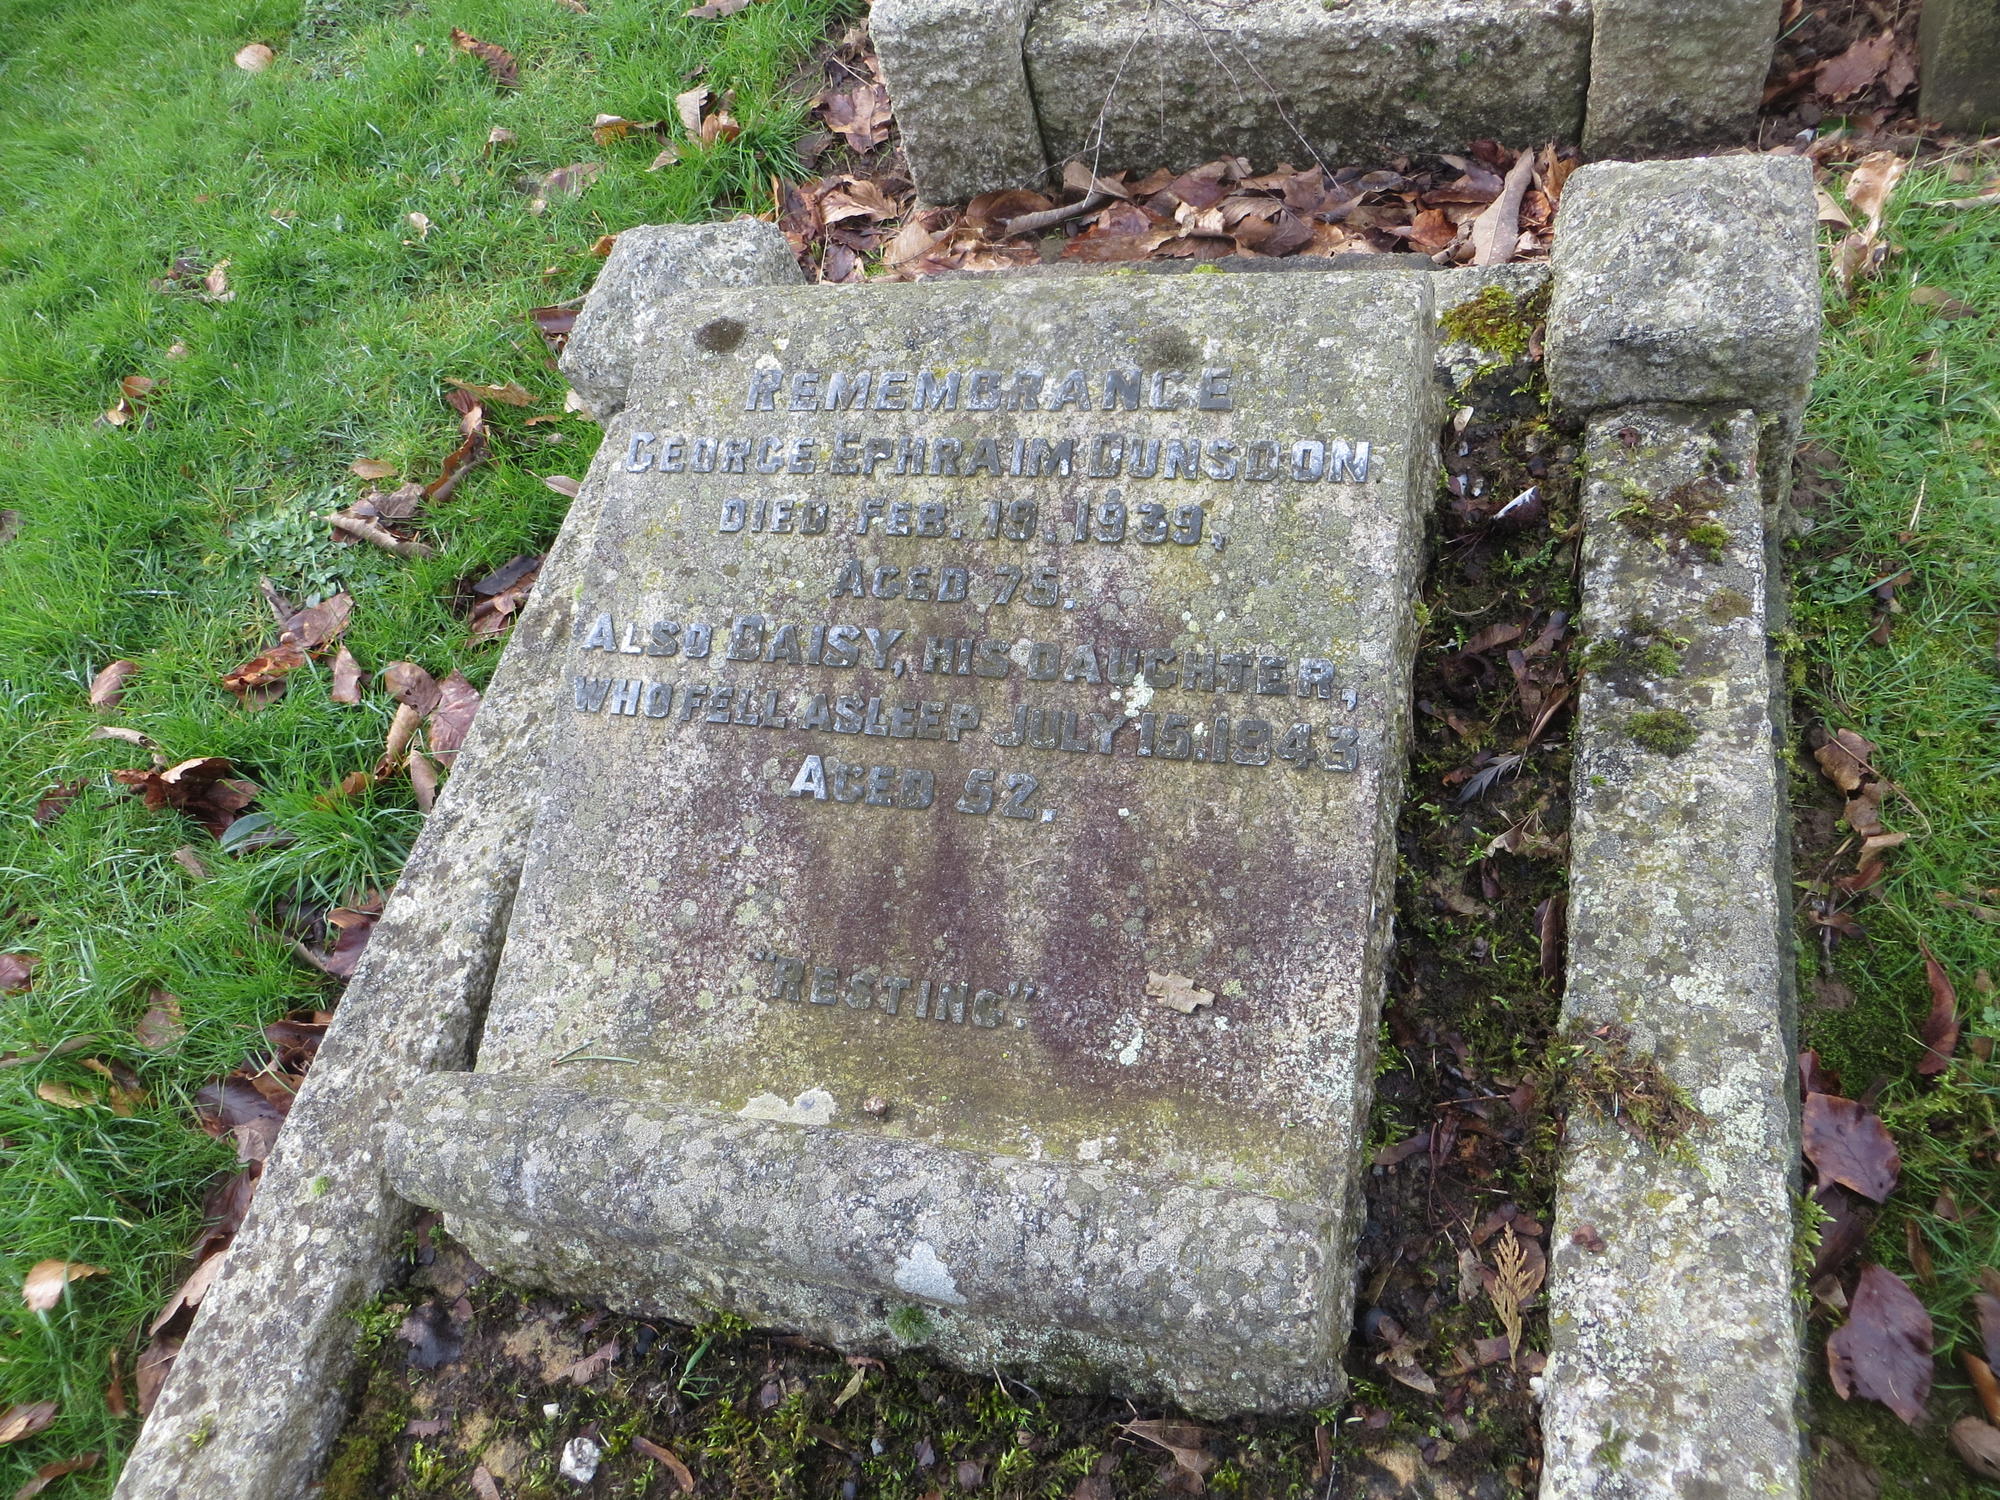 REMEMBRANCE
GEORGE EPHRAIM DUNSDON
DIED FEB. 19. 1939,
AGED 75.
ALSO DAISY, HIS DAUGHTER,
WHO FELL ASLEEP JULY 15. 1943
AGED 52.
"RESTING".